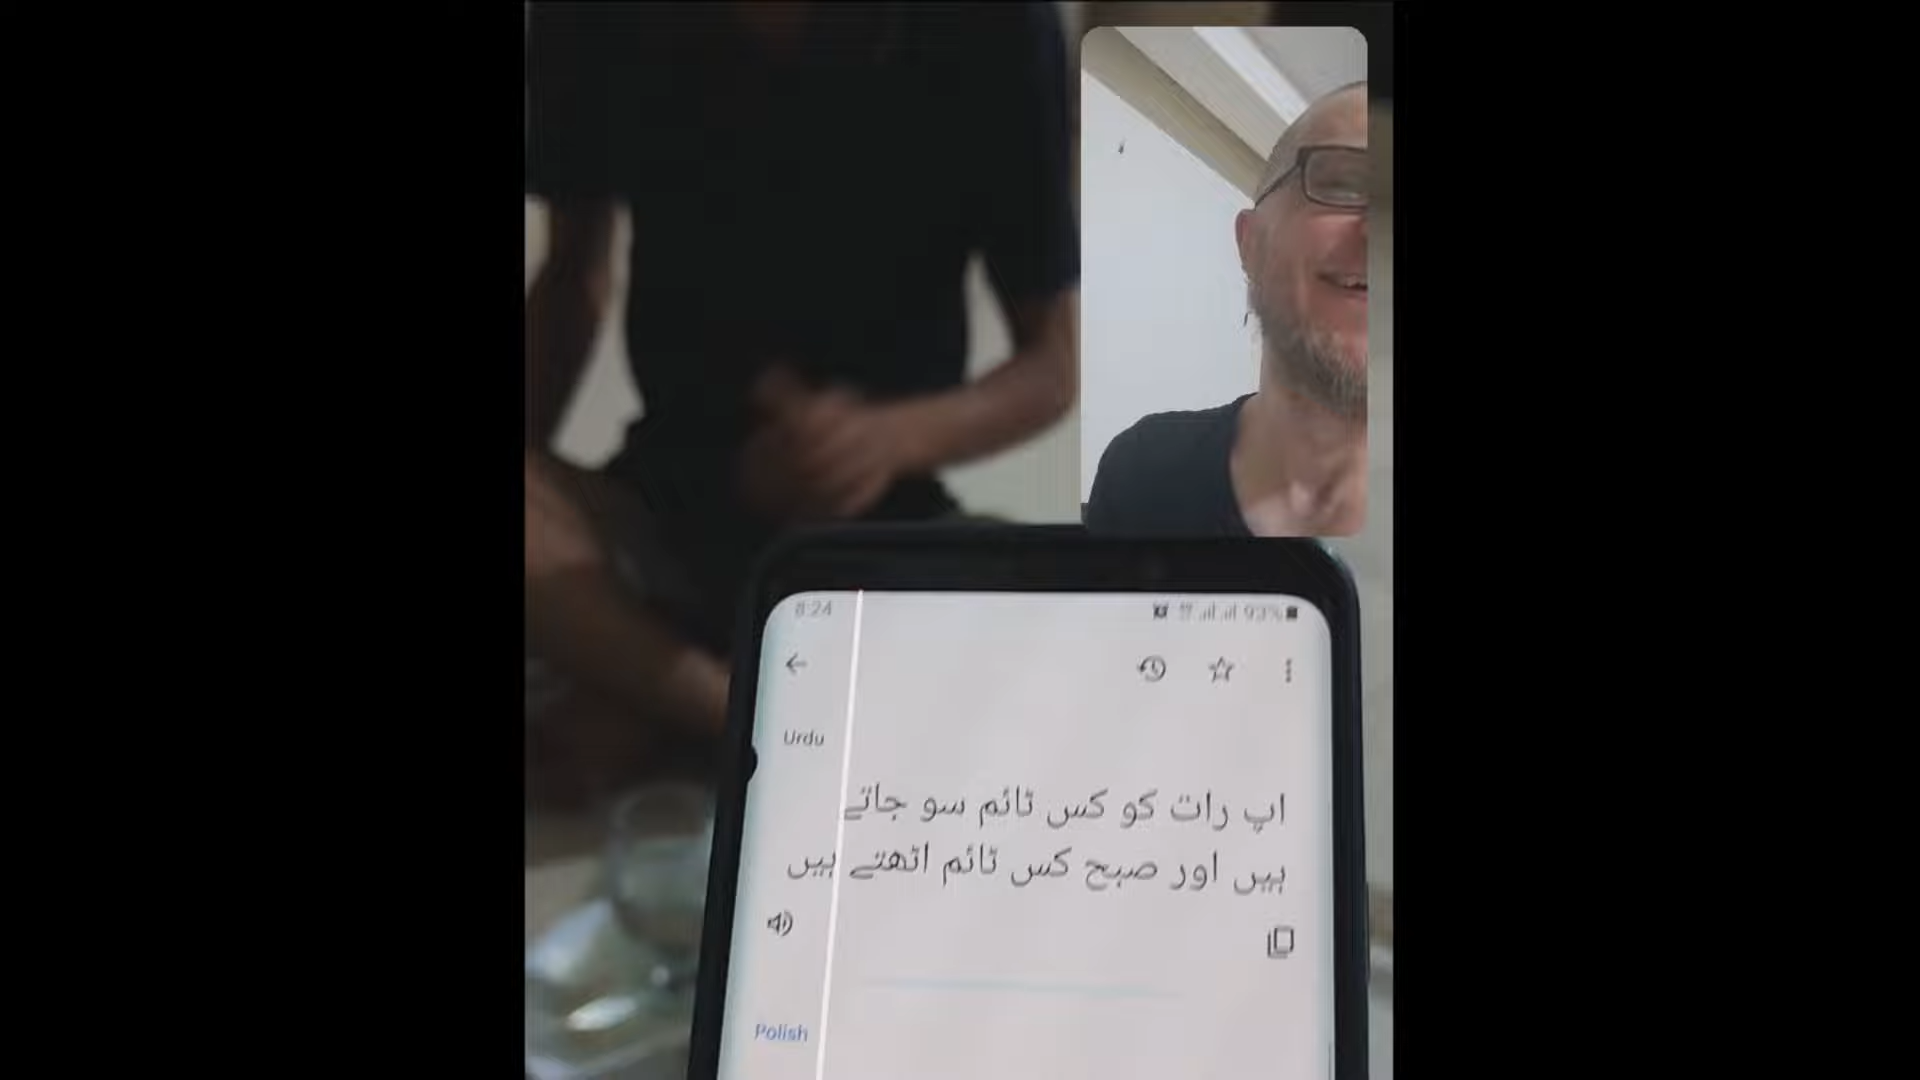 8:24
93%
Urdu
اپ رات کو کس ٹائم سو جاتے
ہیں اور صبح کس ٹائم اٹھتے ہیں
Polish